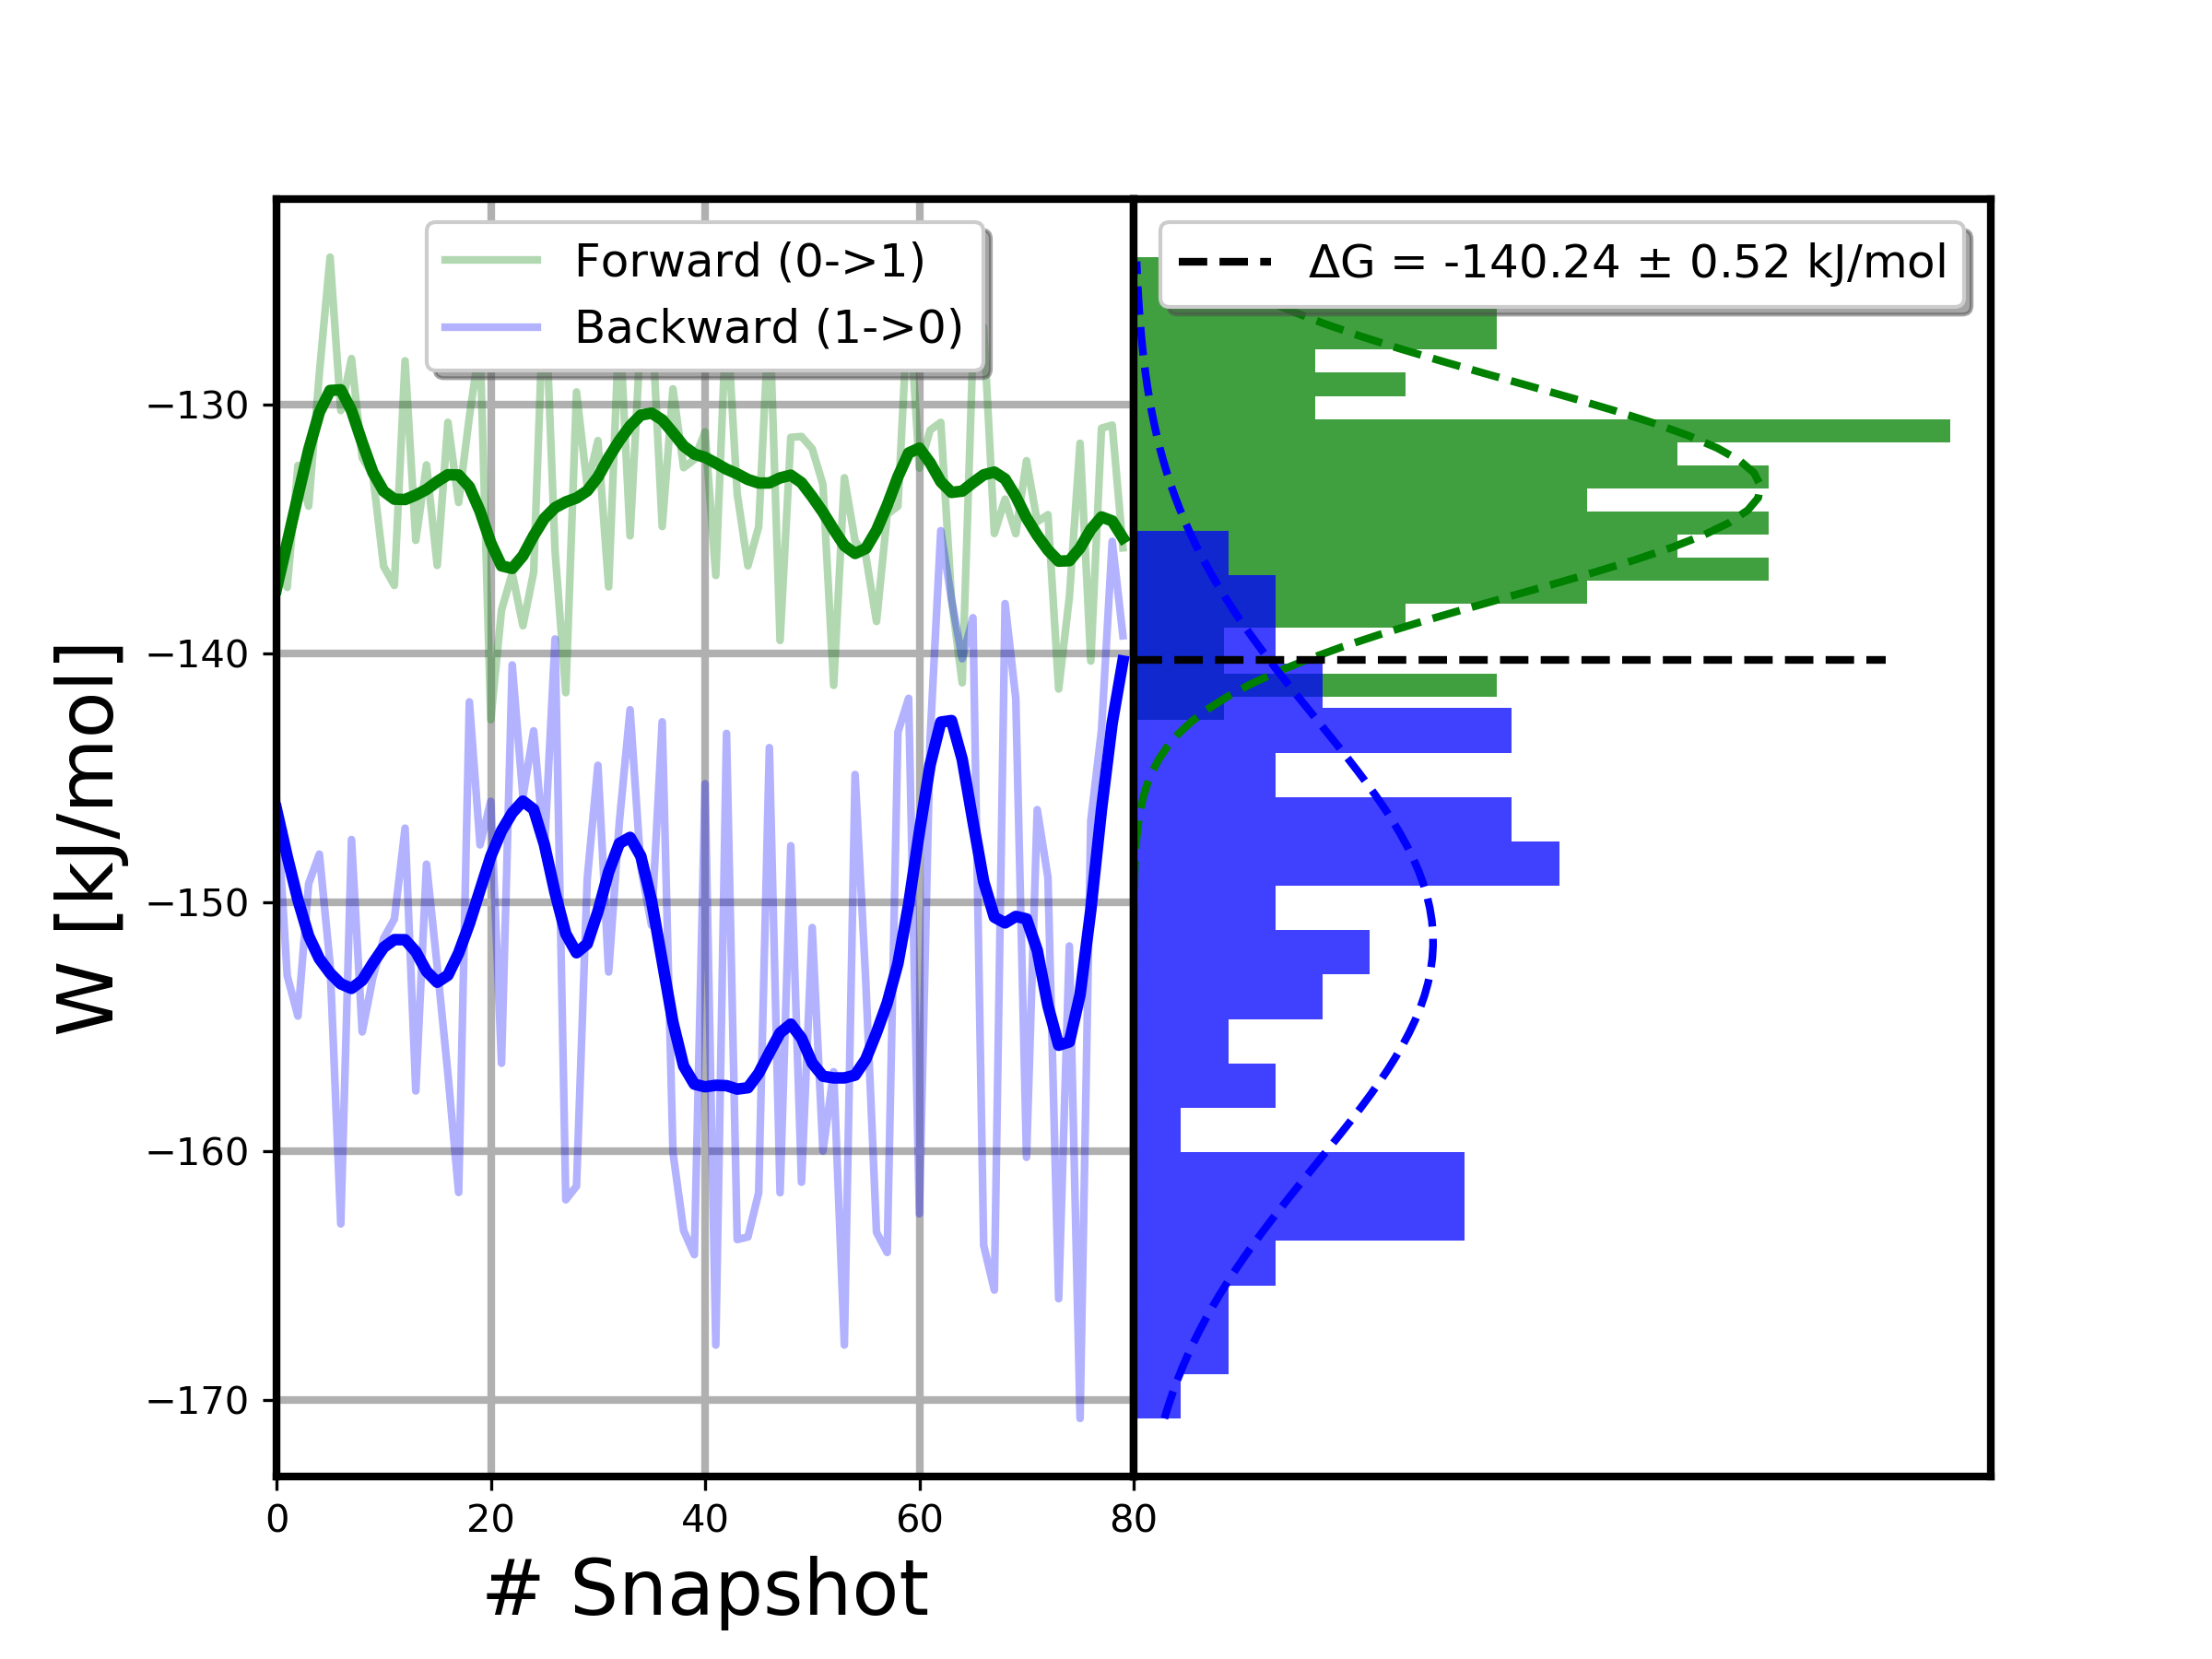 Forward (0->1)
Backward (1->0)
ΔG = -140.24 ± 0.52 kJ/mol
W [kJ/mol]
−130
−140
−150
−160
−170
0 20 40 60 80
# Snapshot